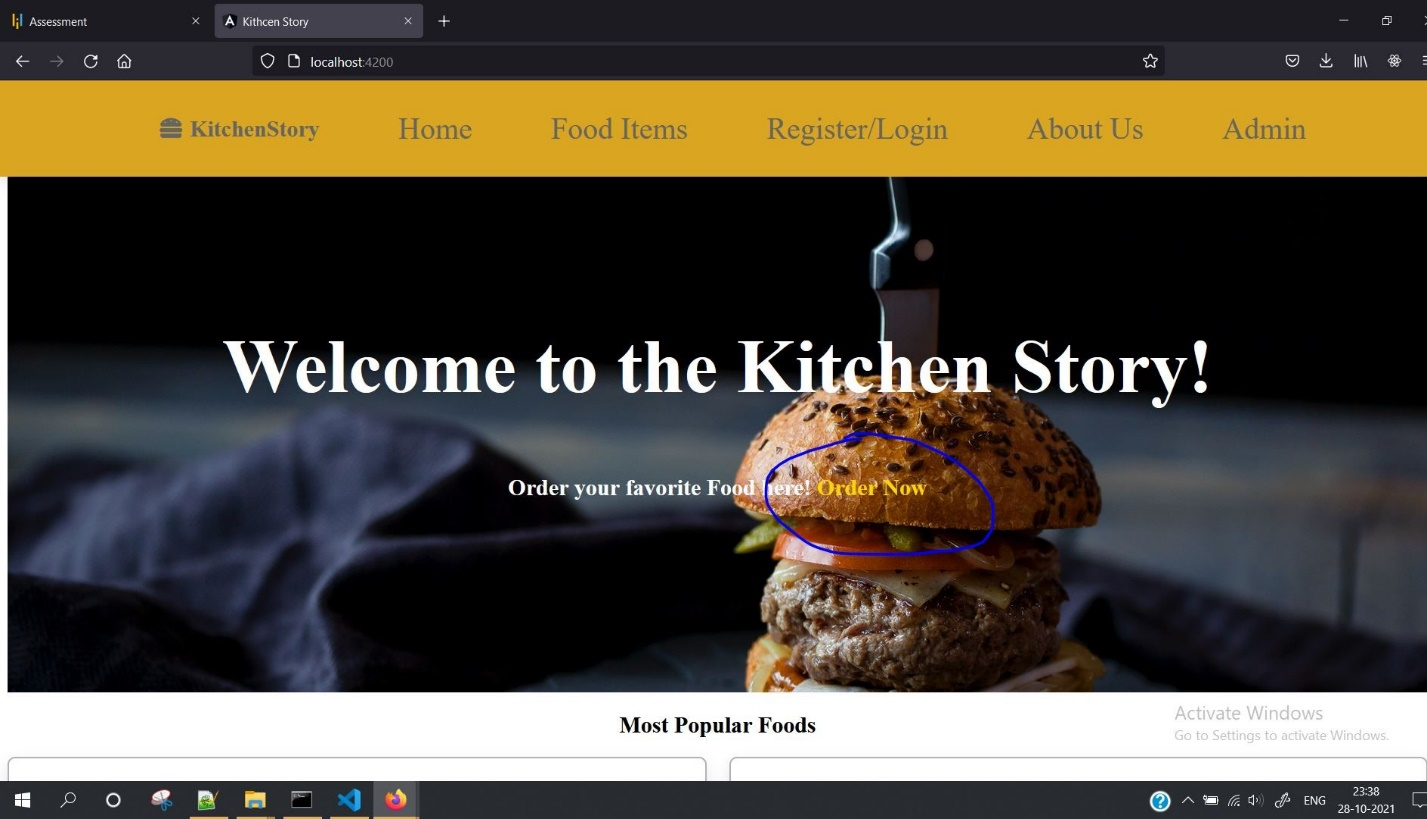 Assessment
Kithcen Story
localhost:4200
KitchenStory Home Food Items Register/Login About Us Admin
Welcome to the Kitchen Story!
Order your favorite Food here! Order Now
Most Popular Foods
Activate Windows
Go to Settings to activate Windows.
ENG
23:38
28-10-2021